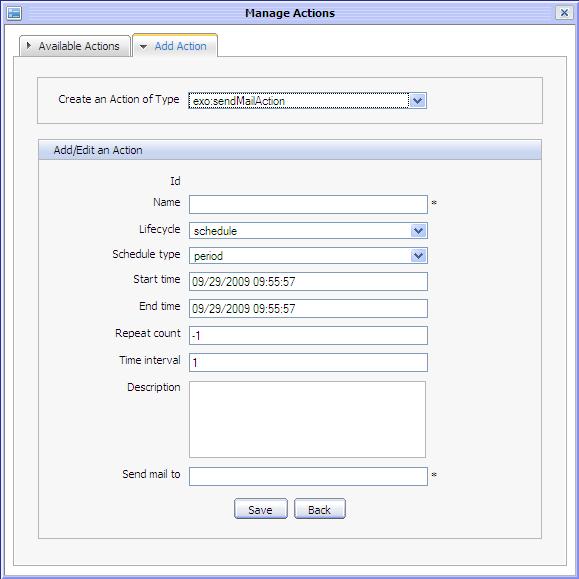 Manage Actions
Available Actions
Add Action
Create an Action of Type exo:sendMailAction
Add/Edit an Action
Id
Name *
Lifecycle schedule
Schedule type period
Start time 09/29/2009 09:55:57
End time 09/29/2009 09:55:57
Repeat count -1
Time interval 1
Description
Send mail to *
Save Back